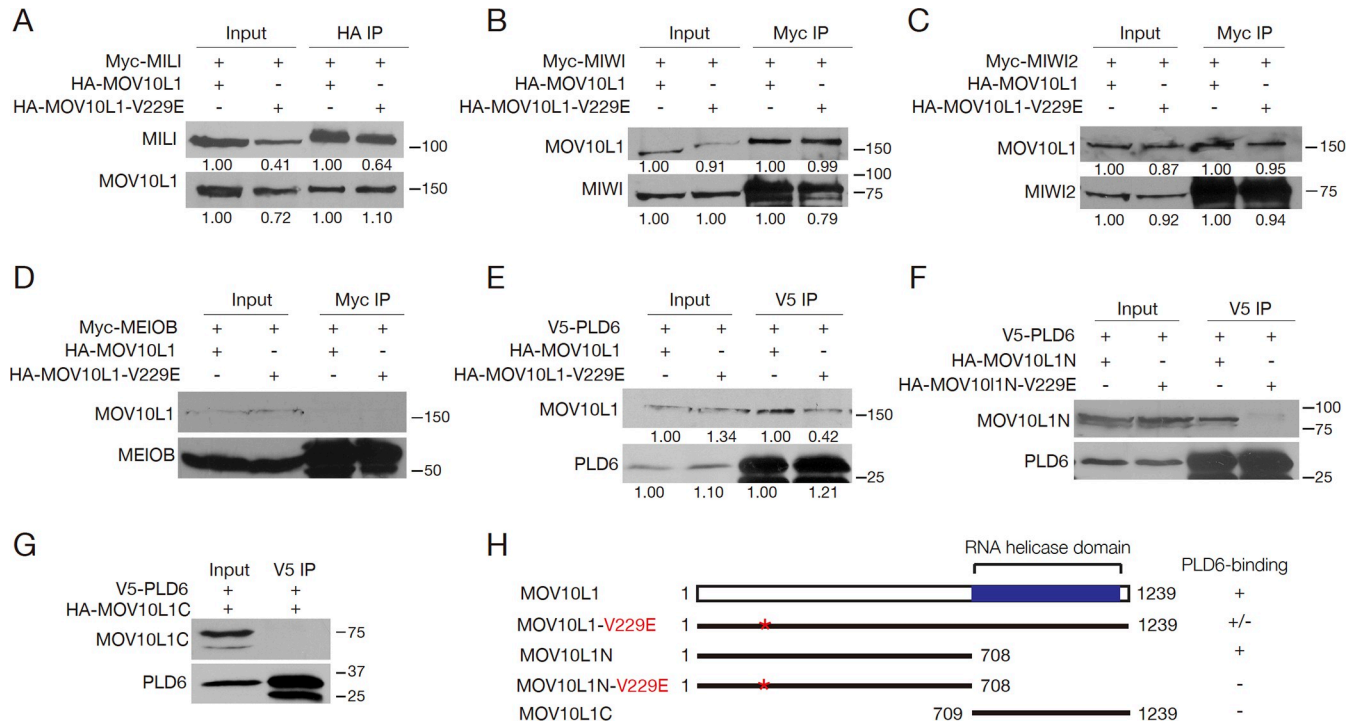 A
Input HA IP
Myc-MILI + + + +
HA-MOV10L1 + - + -
HA-MOV10L1-V229E - + - +
MILI –100
1.00 0.41 1.00 0.64
MOV10L1 –150
1.00 0.72 1.00 1.10
B
Input Myc IP
Myc-MIWI + + + +
HA-MOV10L1 + - + -
HA-MOV10L1-V229E - + - +
MOV10L1 –150
1.00 0.91 1.00 0.99
–100
MIWI –75
1.00 1.00 1.00 0.79
C
Input Myc IP
Myc-MIWI2 + + + +
HA-MOV10L1 + - + -
HA-MOV10L1-V229E - + - +
MOV10L1 –150
1.00 0.87 1.00 0.95
MIWI2 –75
1.00 0.92 1.00 0.94
D
Input Myc IP
Myc-MEIOB + + + +
HA-MOV10L1 + - + -
HA-MOV10L1-V229E - + - +
MOV10L1 –150
MEIOB –50
E
Input V5 IP
V5-PLD6 + + + +
HA-MOV10L1 + - + -
HA-MOV10L1-V229E - + - +
MOV10L1 –150
1.00 1.34 1.00 0.42
PLD6 –25
1.00 1.10 1.00 1.21
F
Input V5 IP
V5-PLD6 + + + +
HA-MOV10L1N + - + -
HA-MOV10l1N-V229E - + - +
MOV10L1N –100
–75
PLD6 –25
G
Input V5 IP
V5-PLD6 + +
HA-MOV10L1C + +
MOV10L1C –75
–37
PLD6 –25
H
RNA helicase domain PLD6-binding
MOV10L1 1 1239 +
MOV10L1-V229E 1 * 1239 +/-
MOV10L1N 1 708 +
MOV10L1N-V229E 1 * 708 -
MOV10L1C 709 1239 -